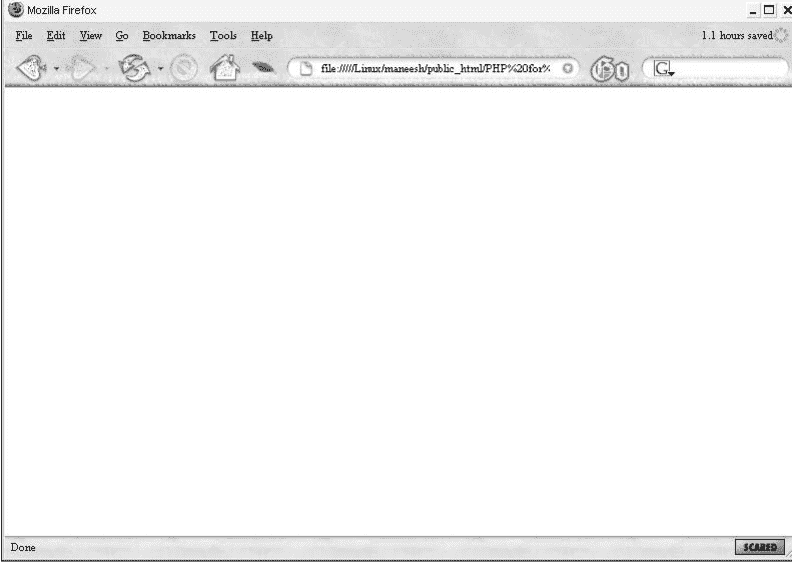 Mozilla Firefox
File Edit View Go Bookmarks Tools Help 1.1 hours saved
file://///Linux/maneesh/public_html/PHP%20for% G
Done SCARED